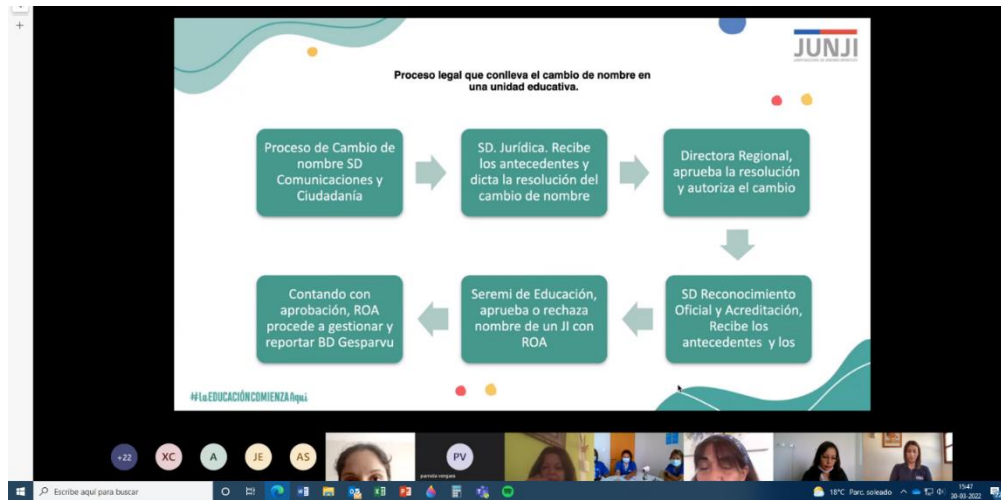 JUNJI
Proceso legal que conlleva el cambio de nombre en
una unidad educativa.
Proceso de Cambio de
nombre SD
Comunicaciones y
Ciudadanía
SD. Jurídica. Recibe
los antecedentes y
dicta la resolución del
cambio de nombre
Directora Regional,
aprueba la resolución
y autoriza el cambio
SD Reconocimiento
Oficial y Acreditación,
Recibe los
antecedentes y los
Seremi de Educación,
aprueba o rechaza
nombre de un JI con
ROA
Contando con
aprobación, ROA
procede a gestionar y
reportar BD Gesparvu
#LaEDUCACIÓNCOMIENZAAquí
+22
XC
A
JE
AS
PV
Escribe aquí para buscar
18°C Parc. soleado
15:47
30-03-2022